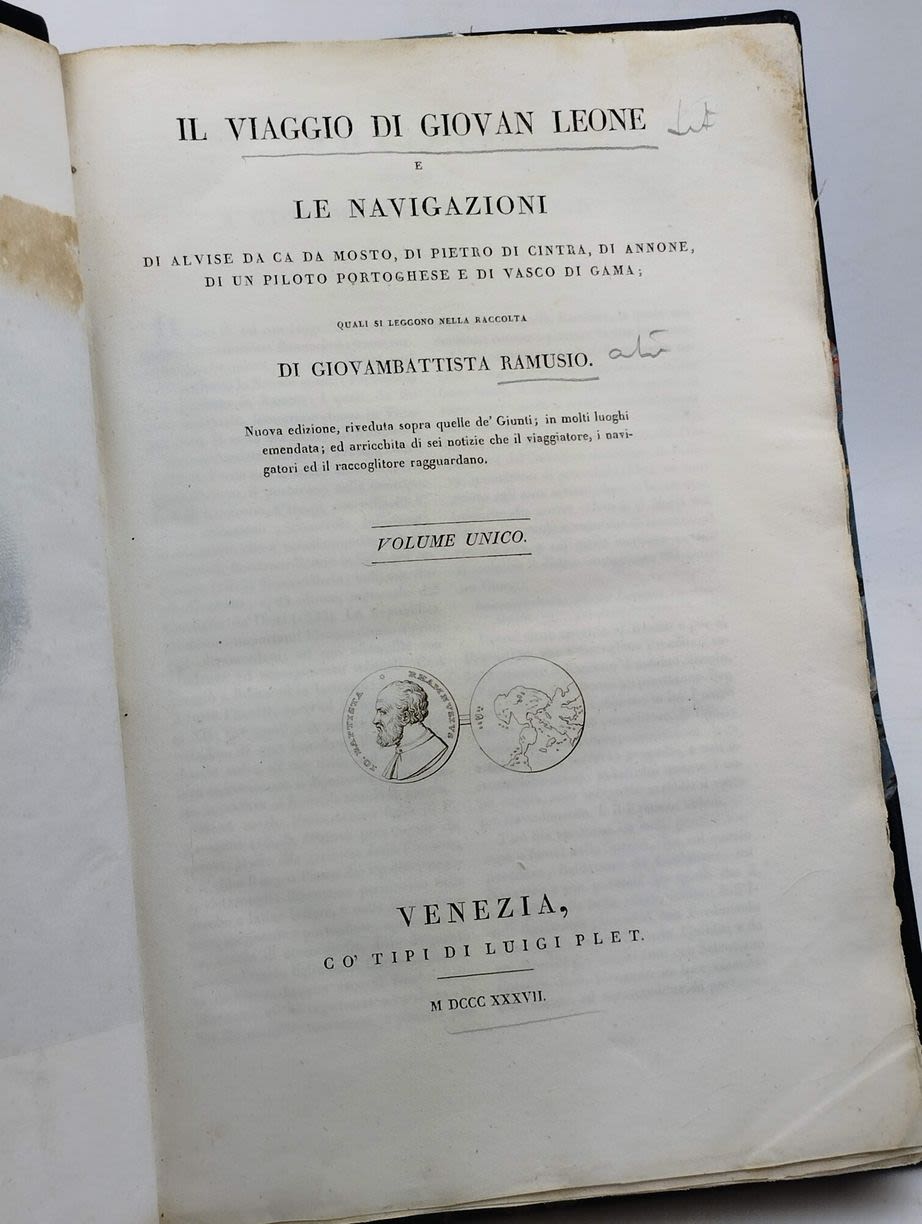 IL VIAGGIO DI GIOVAN LEONE
E
LE NAVIGAZIONI
DI ALVISE DA CA DA MOSTO, DI PIETRO DI CINTRA, DI ANNONE,
DI UN PILOTO PORTOGHESE E DI VASCO DI GAMA;
QUALI SI LEGGONO NELLA RACCOLTA
DI GIOVAMBATTISTA RAMUSIO.
Nuova edizione, riveduta sopra quelle de' Giunti; in molti luoghi
emendata; ed arricchita di sei notizie che il viaggiatore, i navi-
gatori ed il raccoglitore ragguardano.
VOLUME UNICO.
IO. BATTISTA RHAMNVSIVS
VENEZIA,
CO' TIPI DI LUIGI PLET.
M DCCC XXXVII.